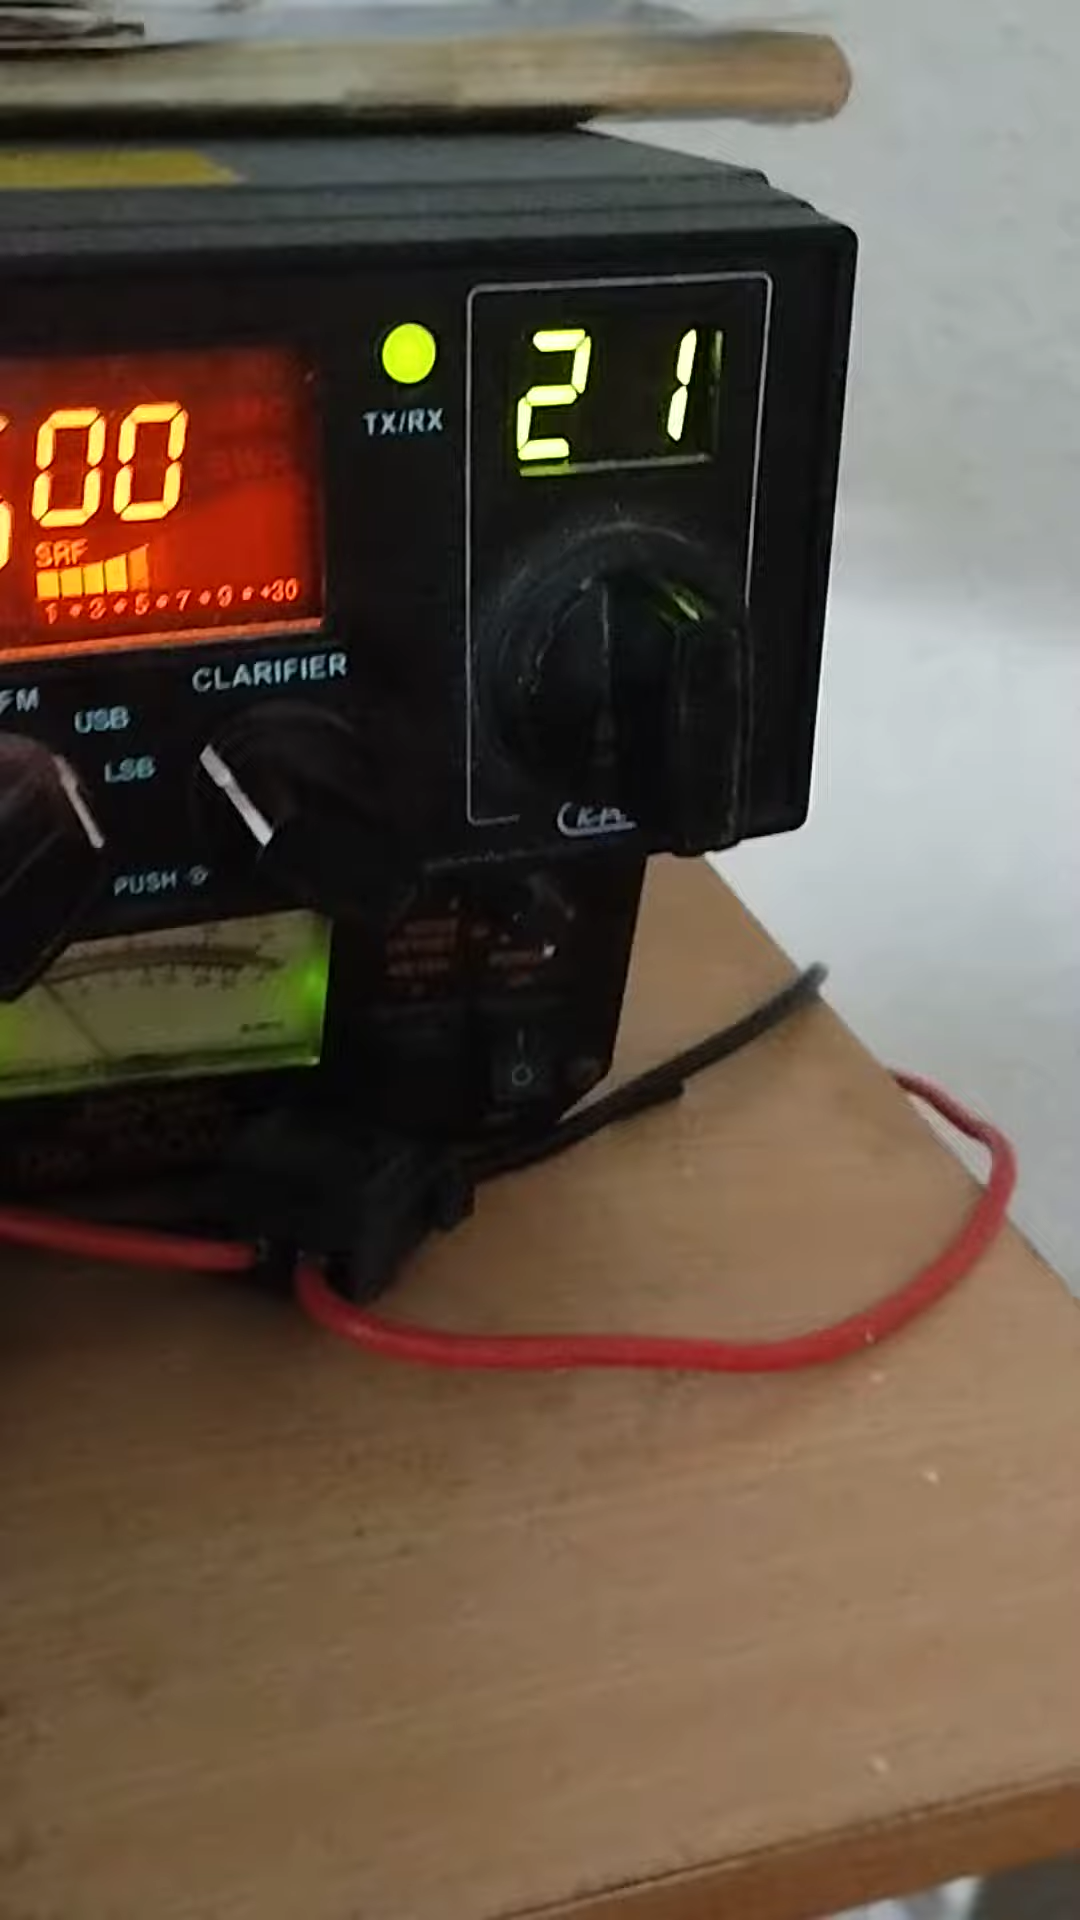 21
TX/RX
00
SRF
1 • 3 • 5 • 7 • 9 • +30
CLARIFIER
FM
USB
LSB
PUSH